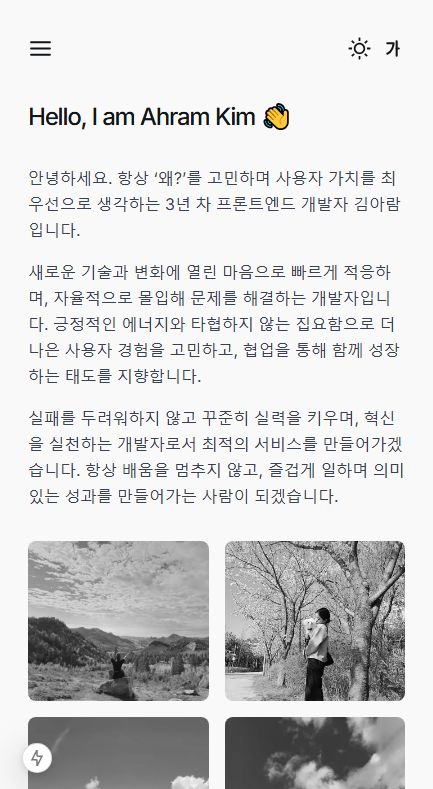 가
Hello, I am Ahram Kim 👋
안녕하세요. 항상 ‘왜?’를 고민하며 사용자 가치를 최
우선으로 생각하는 3년 차 프론트엔드 개발자 김아람
입니다.
새로운 기술과 변화에 열린 마음으로 빠르게 적응하
며, 자율적으로 몰입해 문제를 해결하는 개발자입니
다. 긍정적인 에너지와 타협하지 않는 집요함으로 더
나은 사용자 경험을 고민하고, 협업을 통해 함께 성장
하는 태도를 지향합니다.
실패를 두려워하지 않고 꾸준히 실력을 키우며, 혁신
을 실천하는 개발자로서 최적의 서비스를 만들어가겠
습니다. 항상 배움을 멈추지 않고, 즐겁게 일하며 의미
있는 성과를 만들어가는 사람이 되겠습니다.